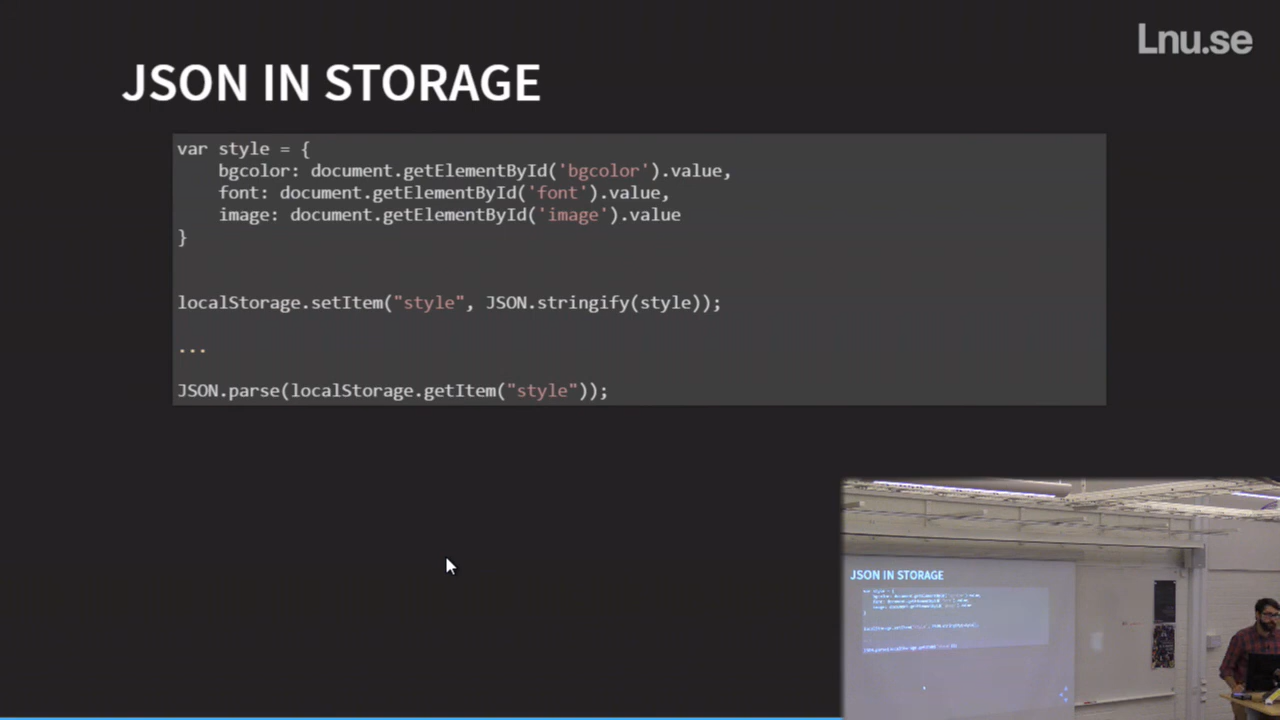 Lnu.se
JSON IN STORAGE
var style = {
    bgcolor: document.getElementById('bgcolor').value,
    font: document.getElementById('font').value,
    image: document.getElementById('image').value
}
localStorage.setItem("style", JSON.stringify(style));
...
JSON.parse(localStorage.getItem("style"));
JSON IN STORAGE